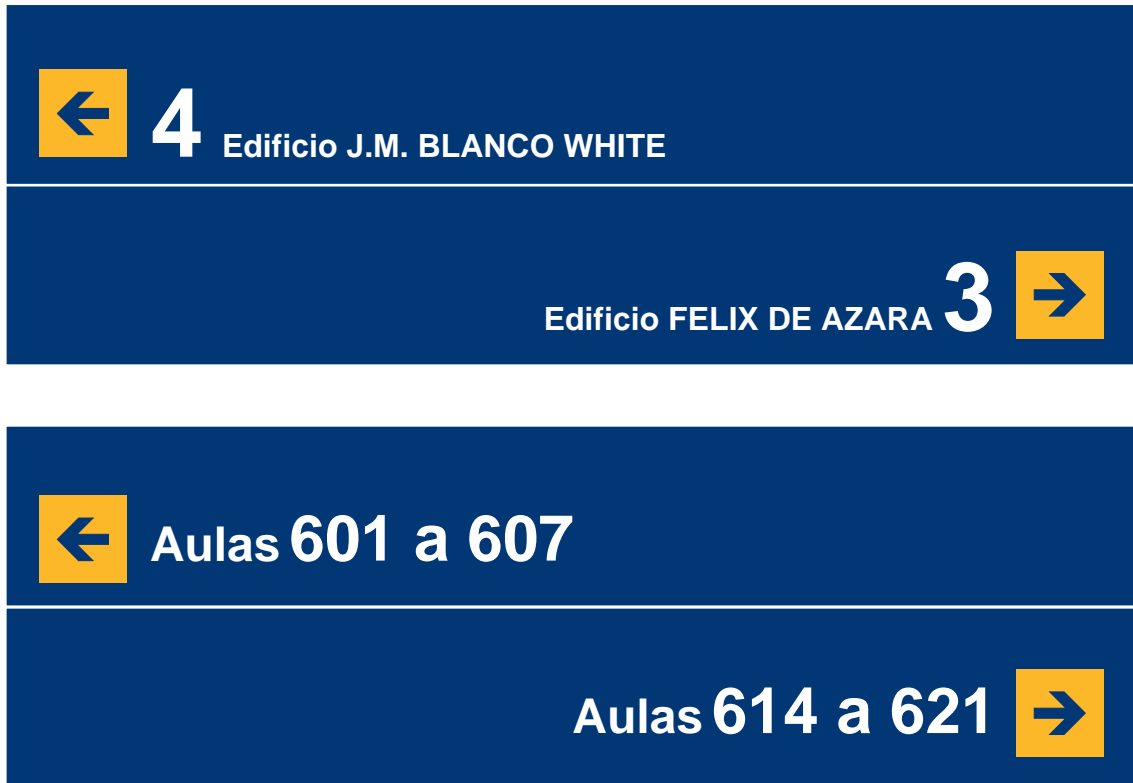 4 Edificio J.M. BLANCO WHITE
Edificio FELIX DE AZARA 3
Aulas 601 a 607
Aulas 614 a 621